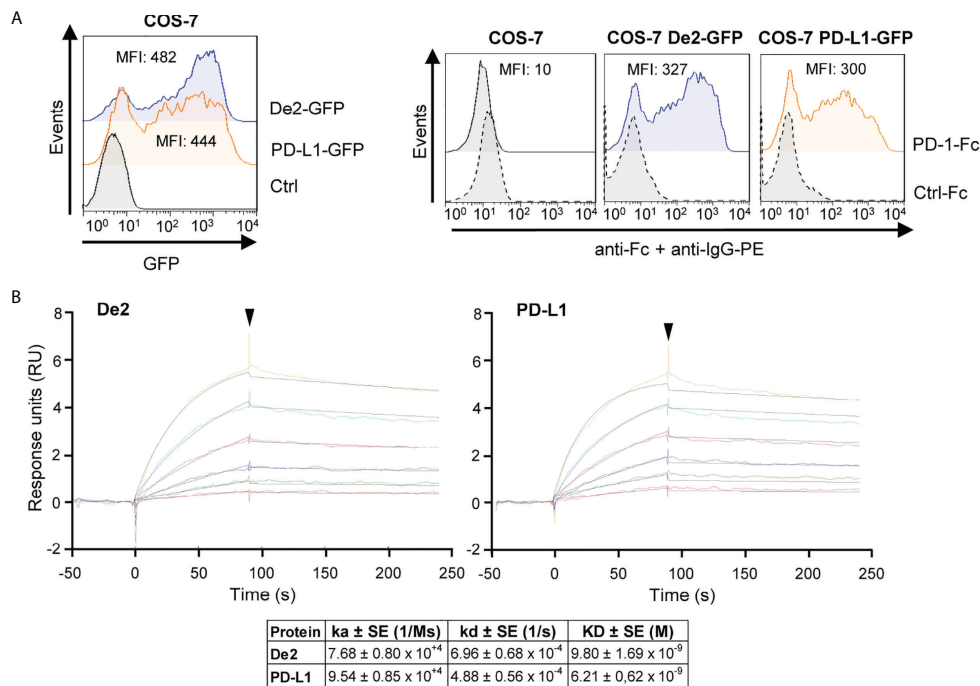 A
COS-7
MFI: 482
MFI: 444
De2-GFP
PD-L1-GFP
Ctrl
Events
10⁰ 10¹ 10² 10³ 10⁴
GFP
COS-7 COS-7 De2-GFP COS-7 PD-L1-GFP
MFI: 10 MFI: 327 MFI: 300
Events
PD-1-Fc
Ctrl-Fc
10⁰ 10¹ 10² 10³ 10⁴ 10⁰ 10¹ 10² 10³ 10⁴ 10⁰ 10¹ 10² 10³ 10⁴
anti-Fc + anti-IgG-PE
B
De2
Response units (RU)
8
6
4
2
0
-2
-50 0 50 100 150 200 250
Time (s)
PD-L1
8
6
4
2
0
-2
-50 0 50 100 150 200 250
Time (s)
Protein ka ± SE (1/Ms) kd ± SE (1/s) KD ± SE (M)
De2 7.68 ± 0.80 x 10⁺⁴ 6.96 ± 0.68 x 10⁻⁴ 9.80 ± 1.69 x 10⁻⁹
PD-L1 9.54 ± 0.85 x 10⁺⁴ 4.88 ± 0.56 x 10⁻⁴ 6.21 ± 0,62 x 10⁻⁹